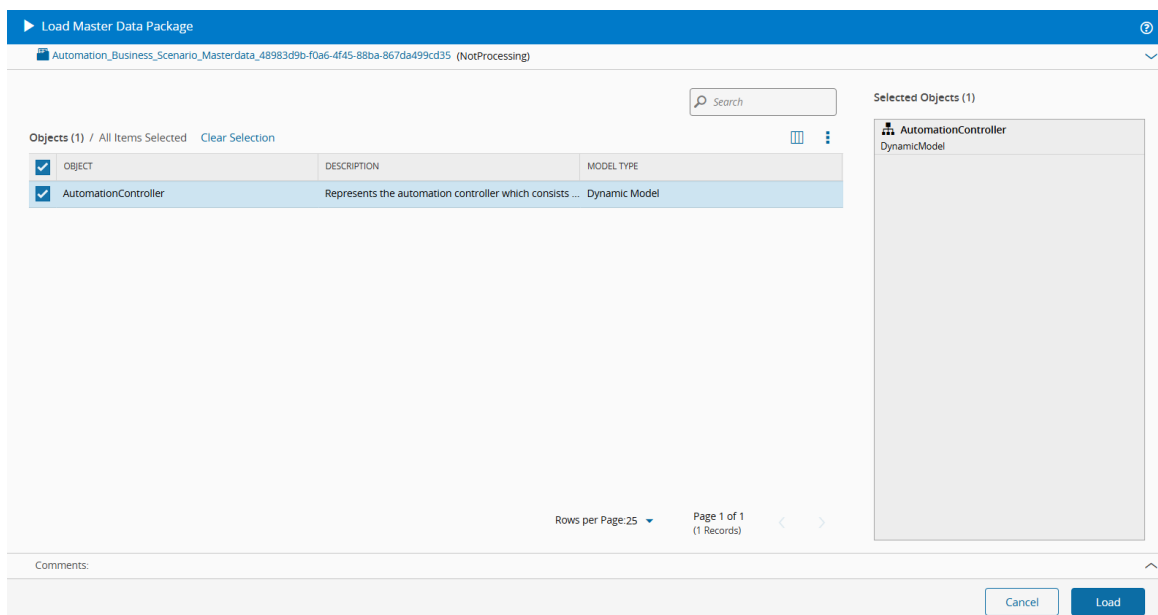 Load Master Data Package
Automation_Business_Scenario_Masterdata_48983d9b-f0a6-4f45-88ba-867da499cd35 (NotProcessing)
Search
Selected Objects (1)
Objects (1) / All Items Selected Clear Selection
AutomationController
DynamicModel
OBJECT DESCRIPTION MODEL TYPE
AutomationController Represents the automation controller which consists ... Dynamic Model
Rows per Page:25 Page 1 of 1
(1 Records)
Comments:
Cancel Load